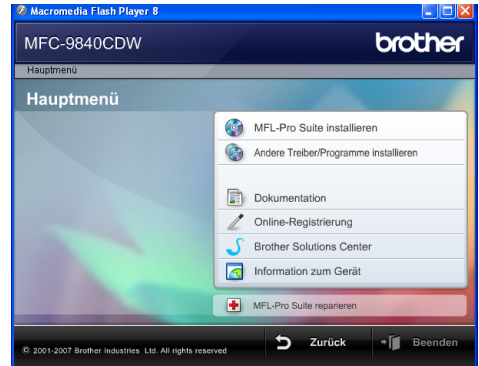 Macromedia Flash Player 8
MFC-9840CDW
brother
Hauptmenü
Hauptmenü
MFL-Pro Suite installieren
Andere Treiber/Programme installieren
Dokumentation
Online-Registrierung
Brother Solutions Center
Information zum Gerät
MFL-Pro Suite reparieren
© 2001-2007 Brother Industries Ltd. All rights reserved
Zurück
Beenden